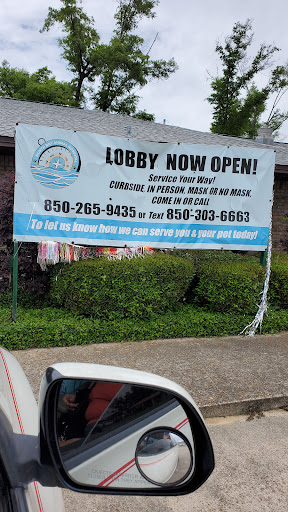 LOBBY NOW OPEN!
Service Your Way!
CURBSIDE, IN PERSON, MASK OR NO MASK,
COME IN OR CALL
850-265-9435 or Text 850-303-6663
To let us know how we can serve you & your pet today!